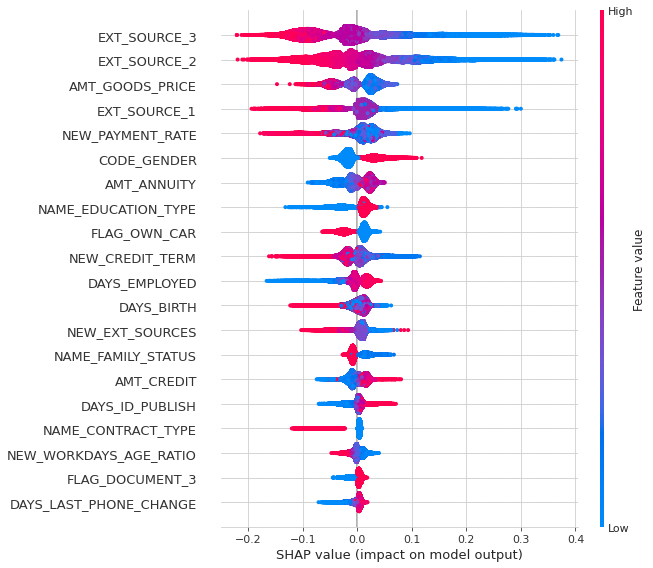 High
EXT_SOURCE_3
EXT_SOURCE_2
AMT_GOODS_PRICE
EXT_SOURCE_1
NEW_PAYMENT_RATE
CODE_GENDER
AMT_ANNUITY
NAME_EDUCATION_TYPE
FLAG_OWN_CAR
NEW_CREDIT_TERM
DAYS_EMPLOYED
DAYS_BIRTH
NEW_EXT_SOURCES
NAME_FAMILY_STATUS
AMT_CREDIT
DAYS_ID_PUBLISH
NAME_CONTRACT_TYPE
NEW_WORKDAYS_AGE_RATIO
FLAG_DOCUMENT_3
DAYS_LAST_PHONE_CHANGE
Feature value
Low
−0.2 −0.1 0.0 0.1 0.2 0.3 0.4
SHAP value (impact on model output)